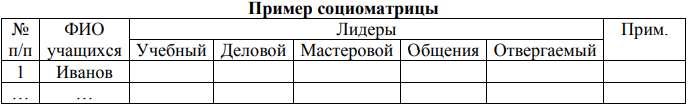 Пример социоматрицы
№ п/п ФИО учащихся Лидеры Прим.
Учебный Деловой Мастеровой Общения Отвергаемый
1 Иванов
... ...